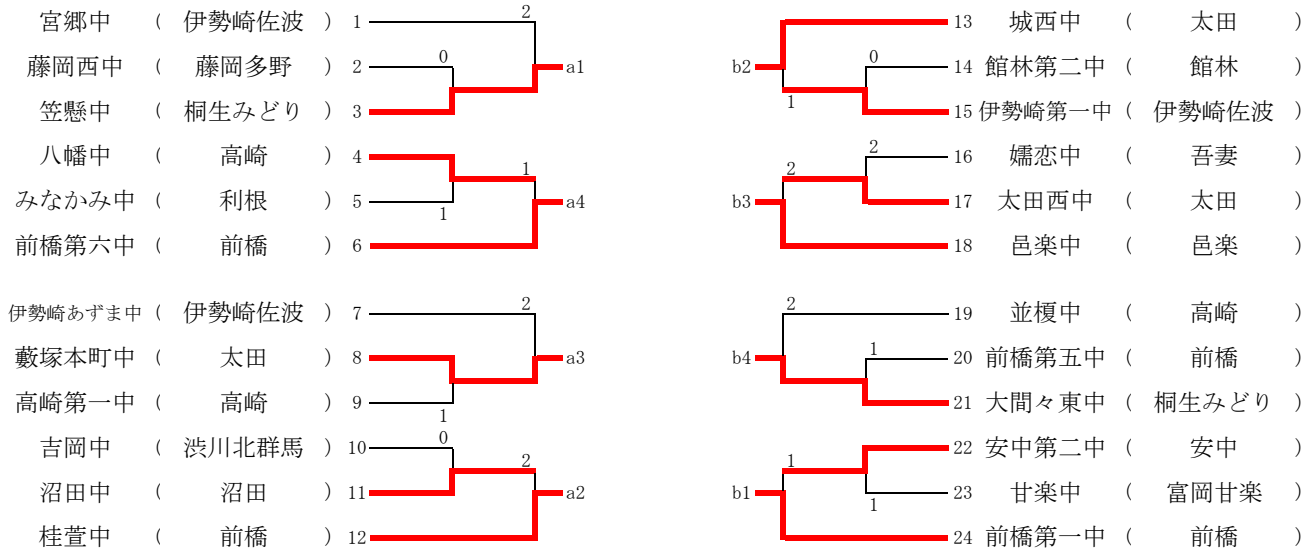 宮郷中 ( 伊勢崎佐波 ) 1 2
藤岡西中 ( 藤岡多野 ) 2 0 a1
笠懸中 ( 桐生みどり ) 3
八幡中 ( 高崎 ) 4 1
みなかみ中 ( 利根 ) 5 1 a4
前橋第六中 ( 前橋 ) 6
伊勢崎あずま中 ( 伊勢崎佐波 ) 7 2
藪塚本町中 ( 太田 ) 8 a3
高崎第一中 ( 高崎 ) 9 1
吉岡中 ( 渋川北群馬 ) 10 0 2
沼田中 ( 沼田 ) 11 a2
桂萱中 ( 前橋 ) 12
13 城西中 ( 太田 )
b2 0 14 館林第二中 ( 館林 )
1 15 伊勢崎第一中 ( 伊勢崎佐波 )
2 16 嬬恋中 ( 吾妻 )
b3 2 17 太田西中 ( 太田 )
18 邑楽中 ( 邑楽 )
2 19 並榎中 ( 高崎 )
b4 1 20 前橋第五中 ( 前橋 )
21 大間々東中 ( 桐生みどり )
1 22 安中第二中 ( 安中 )
b1 1 23 甘楽中 ( 富岡甘楽 )
24 前橋第一中 ( 前橋 )